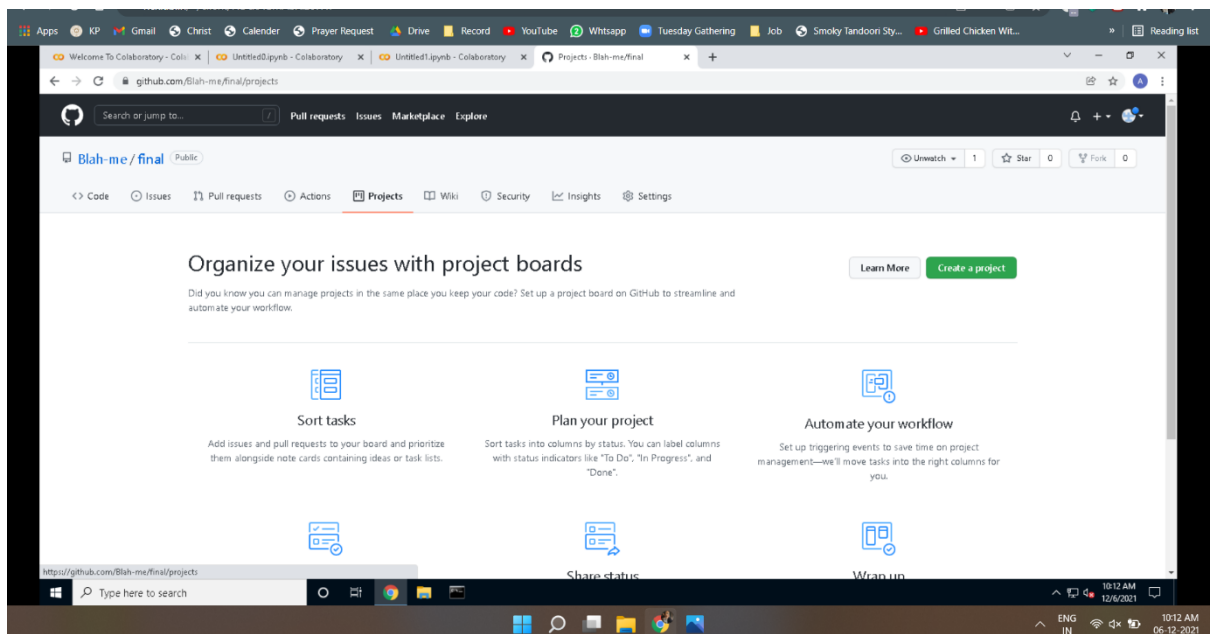 Apps KP Gmail Christ Calender Prayer Request Drive Record YouTube Whtsapp Tuesday Gathering Job Smoky Tandoori Sty... Grilled Chicken Wit... » Reading list
Welcome To Colaboratory - Cola Untitled0.ipynb - Colaboratory Untitled1.ipynb - Colaboratory Projects · Blah-me/final
github.com/Blah-me/final/projects A
Search or jump to... / Pull requests Issues Marketplace Explore
Blah-me / final Public Unwatch 1 Star 0 Fork 0
<> Code Issues Pull requests Actions Projects Wiki Security Insights Settings
Organize your issues with project boards
Learn More Create a project
Did you know you can manage projects in the same place you keep your code? Set up a project board on GitHub to streamline and
automate your workflow.
Sort tasks Plan your project Automate your workflow
Add issues and pull requests to your board and prioritize Sort tasks into columns by status. You can label columns Set up triggering events to save time on project
them alongside note cards containing ideas or task lists. with status indicators like "To Do", "In Progress", and management—we'll move tasks into the right columns for
"Done". you.
Share status Wrap up
https://github.com/Blah-me/final/projects
Type here to search 10:12 AM
12/6/2021
ENG 10:12 AM
IN 06-12-2021